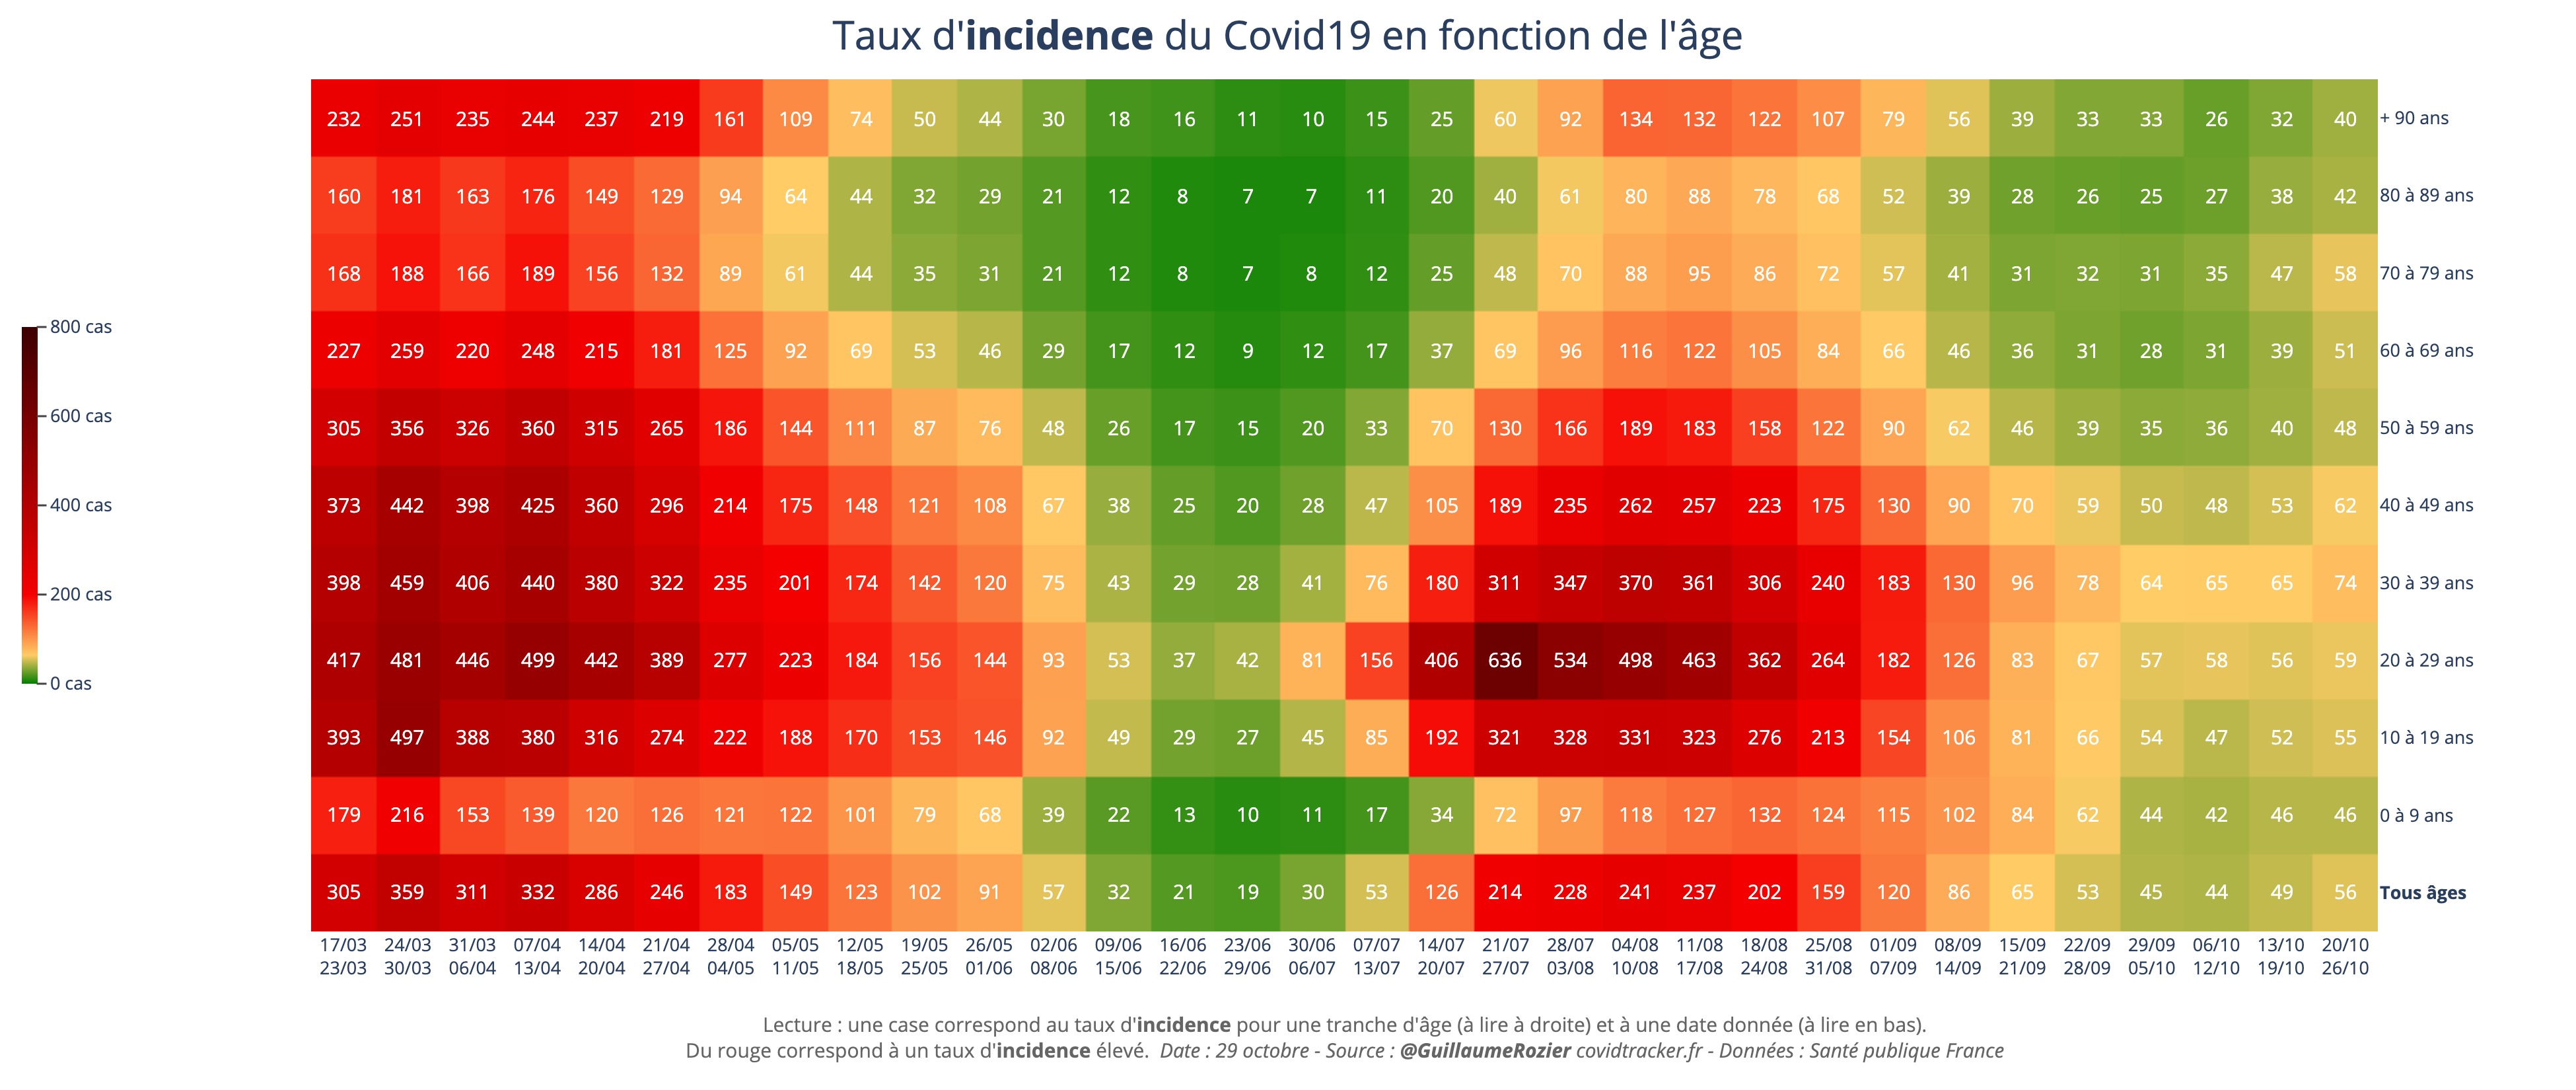 Taux d'incidence du Covid19 en fonction de l'âge
232 251 235 244 237 219 161 109 74 50 44 30 18 16 11 10 15 25 60 92 134 132 122 107 79 56 39 33 33 26 32 40 + 90 ans
160 181 163 176 149 129 94 64 44 32 29 21 12 8 7 7 11 20 40 61 80 88 78 68 52 39 28 26 25 27 38 42 80 à 89 ans
168 188 166 189 156 132 89 61 44 35 31 21 12 8 7 8 12 25 48 70 88 95 86 72 57 41 31 32 31 35 47 58 70 à 79 ans
227 259 220 248 215 181 125 92 69 53 46 29 17 12 9 12 17 37 69 96 116 122 105 84 66 46 36 31 28 31 39 51 60 à 69 ans
305 356 326 360 315 265 186 144 111 87 76 48 26 17 15 20 33 70 130 166 189 183 158 122 90 62 46 39 35 36 40 48 50 à 59 ans
373 442 398 425 360 296 214 175 148 121 108 67 38 25 20 28 47 105 189 235 262 257 223 175 130 90 70 59 50 48 53 62 40 à 49 ans
398 459 406 440 380 322 235 201 174 142 120 75 43 29 28 41 76 180 311 347 370 361 306 240 183 130 96 78 64 65 65 74 30 à 39 ans
417 481 446 499 442 389 277 223 184 156 144 93 53 37 42 81 156 406 636 534 498 463 362 264 182 126 83 67 57 58 56 59 20 à 29 ans
393 497 388 380 316 274 222 188 170 153 146 92 49 29 27 45 85 192 321 328 331 323 276 213 154 106 81 66 54 47 52 55 10 à 19 ans
179 216 153 139 120 126 121 122 101 79 68 39 22 13 10 11 17 34 72 97 118 127 132 124 115 102 84 62 44 42 46 46 0 à 9 ans
305 359 311 332 286 246 183 149 123 102 91 57 32 21 19 30 53 126 214 228 241 237 202 159 120 86 65 53 45 44 49 56 Tous âges
17/03 24/03 31/03 07/04 14/04 21/04 28/04 05/05 12/05 19/05 26/05 02/06 09/06 16/06 23/06 30/06 07/07 14/07 21/07 28/07 04/08 11/08 18/08 25/08 01/09 08/09 15/09 22/09 29/09 06/10 13/10 20/10
23/03 30/03 06/04 13/04 20/04 27/04 04/05 11/05 18/05 25/05 01/06 08/06 15/06 22/06 29/06 06/07 13/07 20/07 27/07 03/08 10/08 17/08 24/08 31/08 07/09 14/09 21/09 28/09 05/10 12/10 19/10 26/10
800 cas
600 cas
400 cas
200 cas
0 cas
Lecture : une case correspond au taux d'incidence pour une tranche d'âge (à lire à droite) et à une date donnée (à lire en bas).
Du rouge correspond à un taux d'incidence élevé. Date : 29 octobre - Source : @GuillaumeRozier covidtracker.fr - Données : Santé publique France